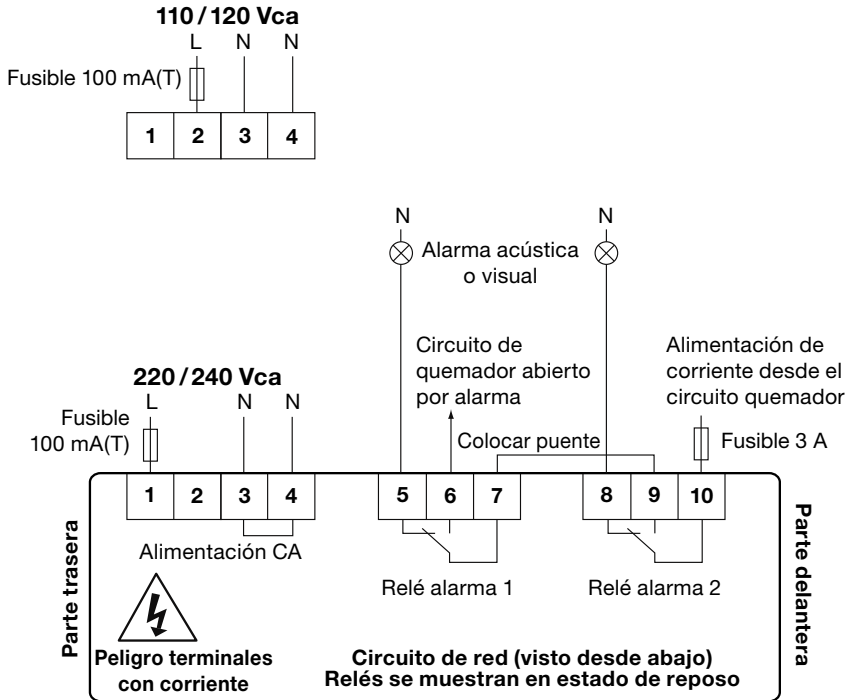 110 / 120 Vca
L N N
Fusible 100 mA(T)
1 2 3 4
N N
Alarma acústica
o visual
Circuito de
quemador abierto
por alarma
Alimentación de
corriente desde el
circuito quemador
220 / 240 Vca
L N N
Fusible
100 mA(T)
Colocar puente
Fusible 3 A
1 2 3 4 5 6 7 8 9 10
Alimentación CA
Relé alarma 1
Relé alarma 2
Parte trasera
Parte delantera
Peligro terminales
con corriente
Circuito de red (visto desde abajo)
Relés se muestran en estado de reposo